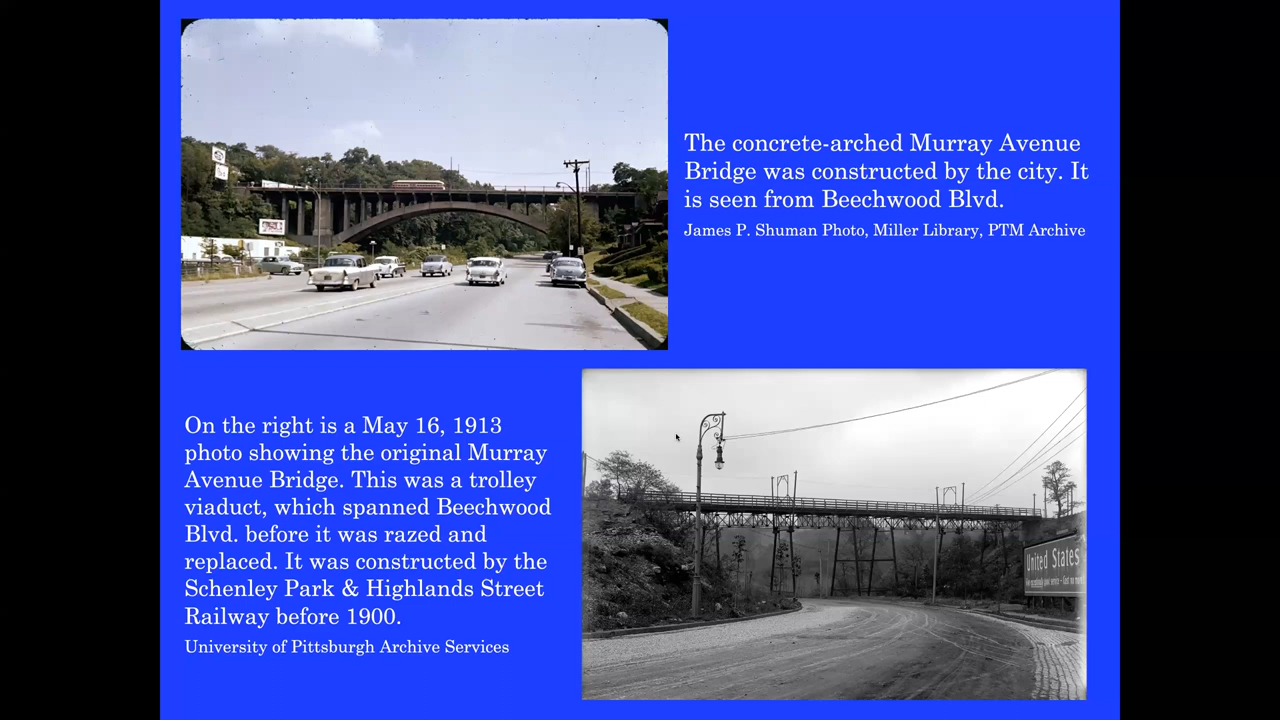 The concrete-arched Murray Avenue
Bridge was constructed by the city. It
is seen from Beechwood Blvd.
James P. Shuman Photo, Miller Library, PTM Archive
On the right is a May 16, 1913
photo showing the original Murray
Avenue Bridge. This was a trolley
viaduct, which spanned Beechwood
Blvd. before it was razed and
replaced. It was constructed by the
Schenley Park & Highlands Street
Railway before 1900.
University of Pittsburgh Archive Services
United States